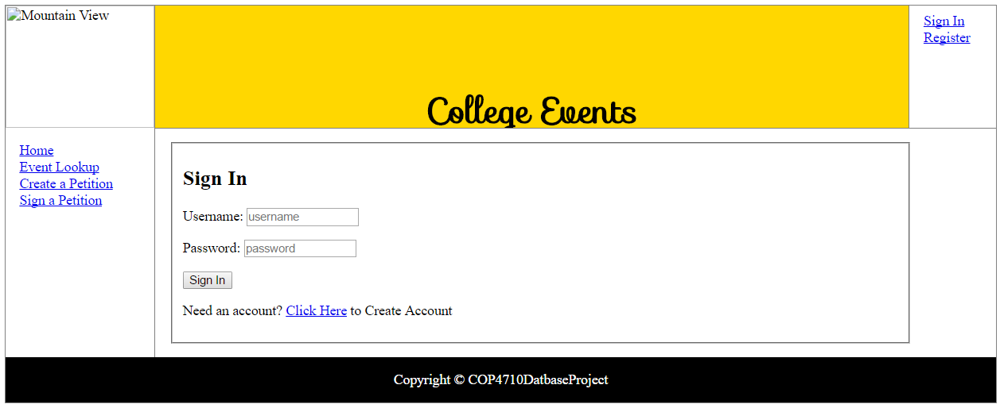 Mountain View
College Events
Sign In
Register
Home
Event Lookup
Create a Petition
Sign a Petition
Sign In
Username: username
Password: password
Sign In
Need an account? Click Here to Create Account
Copyright © COP4710DatbaseProject